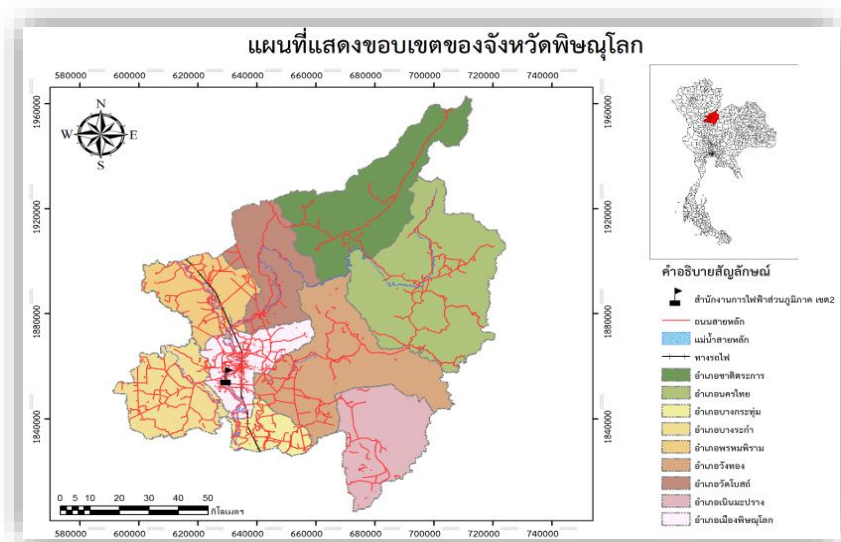 แผนที่แสดงขอบเขตของจังหวัดพิษณุโลก
580000 600000 620000 640000 660000 680000 700000 720000 740000
1960000 1960000
N
W E
S
1920000 1920000
คำอธิบายสัญลักษณ์
สำนักงานการไฟฟ้าส่วนภูมิภาค เขต2
1880000 1880000
ถนนสายหลัก
แม่น้ำสายหลัก
ทางรถไฟ
อำเภอชาติตระการ
อำเภอนครไทย
1840000 1840000
อำเภอบางกระทุ่ม
อำเภอบางระกำ
อำเภอพรหมพิราม
อำเภอวังทอง
อำเภอวัดโบสถ์
อำเภอเนินมะปราง
อำเภอเมืองพิษณุโลก
0 5 10 20 30 40 50
กิโลเมตร
580000 600000 620000 640000 660000 680000 700000 720000 740000